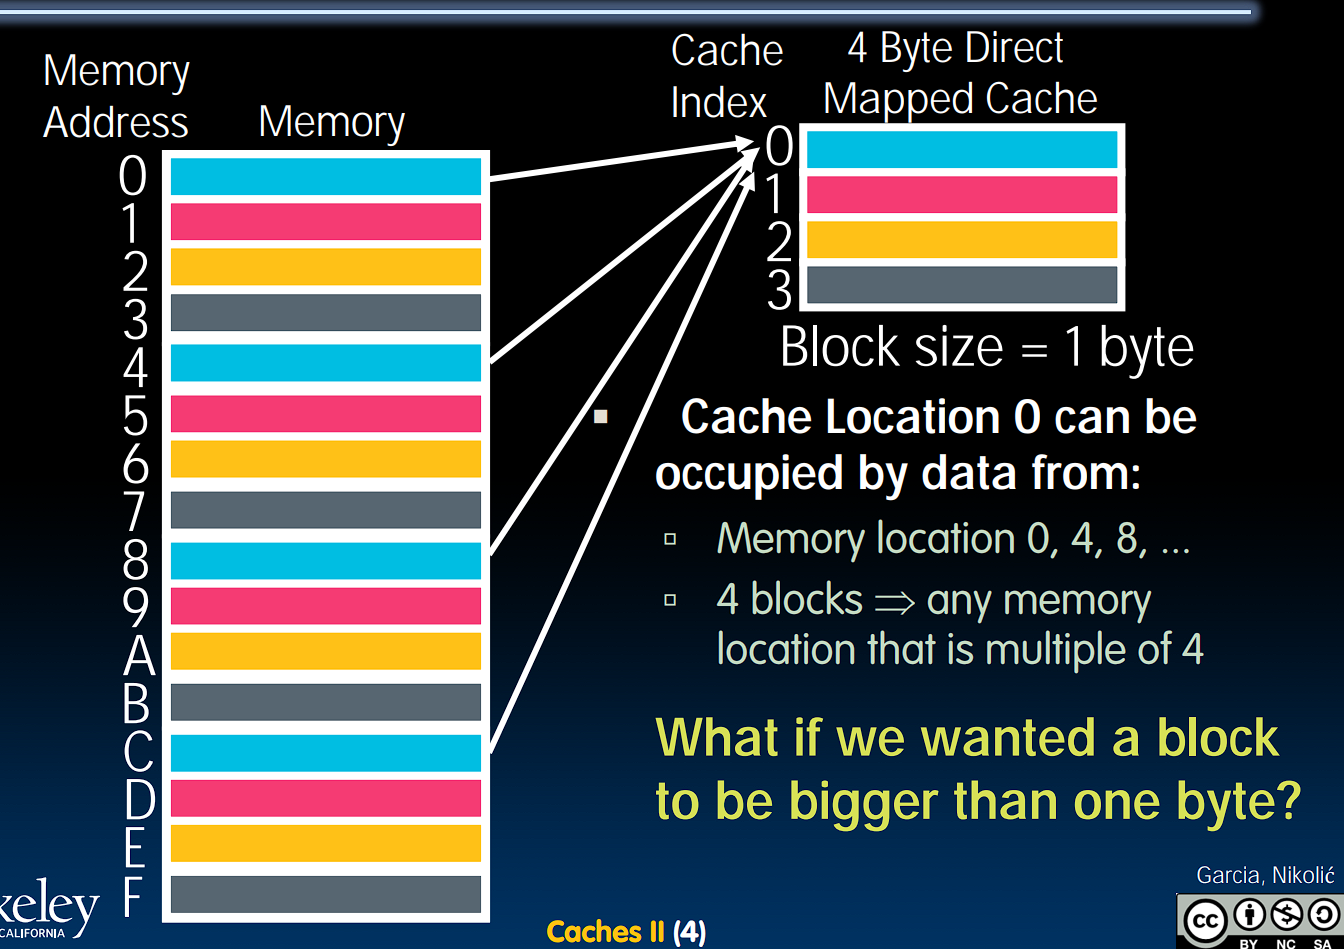 Memory
Address
Memory
0
1
2
3
4
5
6
7
8
9
A
B
C
D
E
F
Cache
Index
4 Byte Direct
Mapped Cache
0
1
2
3
Block size = 1 byte
▪ Cache Location 0 can be
occupied by data from:
▫ Memory location 0, 4, 8, ...
▫ 4 blocks ⇒ any memory
location that is multiple of 4
What if we wanted a block
to be bigger than one byte?
keley
CALIFORNIA
Caches II (4)
Garcia, Nikolić
cc
BY NC SA